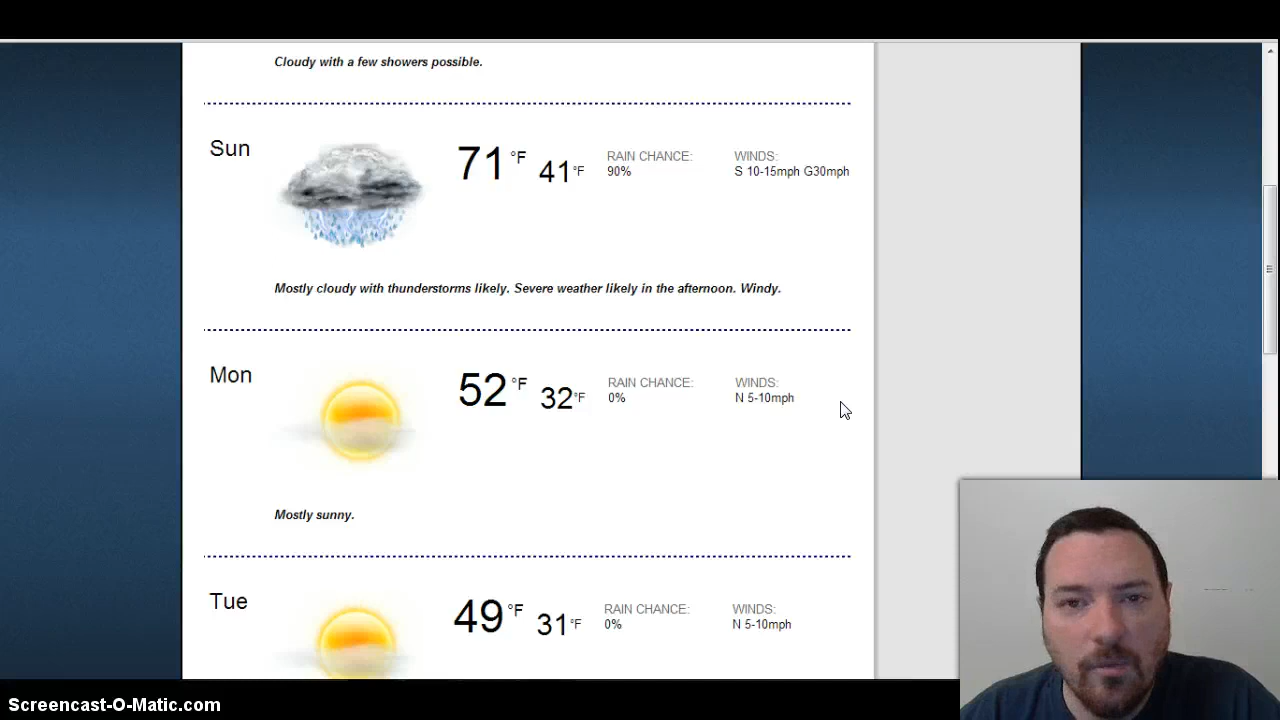 Cloudy with a few showers possible.
Sun
71 °F 41 °F
RAIN CHANCE:
90%
WINDS:
S 10-15mph G30mph
Mostly cloudy with thunderstorms likely. Severe weather likely in the afternoon. Windy.
Mon
52 °F 32 °F
RAIN CHANCE:
0%
WINDS:
N 5-10mph
Mostly sunny.
Tue
49 °F 31 °F
RAIN CHANCE:
0%
WINDS:
N 5-10mph
Screencast-O-Matic.com